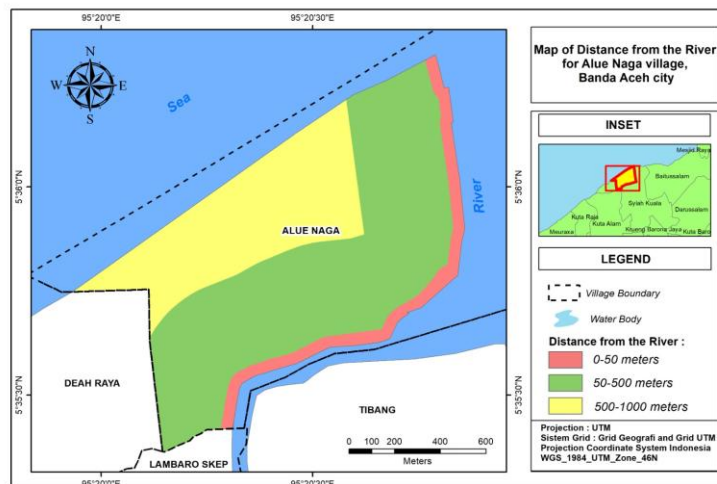 95°20'0"E
95°20'30"E
N
W
E
S
Sea
5°36'0"N
5°36'0"N
River
ALUE NAGA
DEAH RAYA
5°35'30"N
5°35'30"N
TIBANG
LAMBARO SKEP
0 100 200 400 600
Meters
95°20'0"E
95°20'30"E
Map of Distance from the River
for Alue Naga village,
Banda Aceh city
INSET
Mesjid Raya
Baitussalam
Syiah Kuala
Darussalam
Kuta Raja
Kuta Alam
Meuraxa
Krueng Barona Jaya
Kuta Baro
LEGEND
Village Boundary
Water Body
Distance from the River :
0-50 meters
50-500 meters
500-1000 meters
Projection : UTM
Sistem Grid : Grid Geografi and Grid UTM
Projection Coordinate System Indonesia
WGS_1984_UTM_Zone_46N